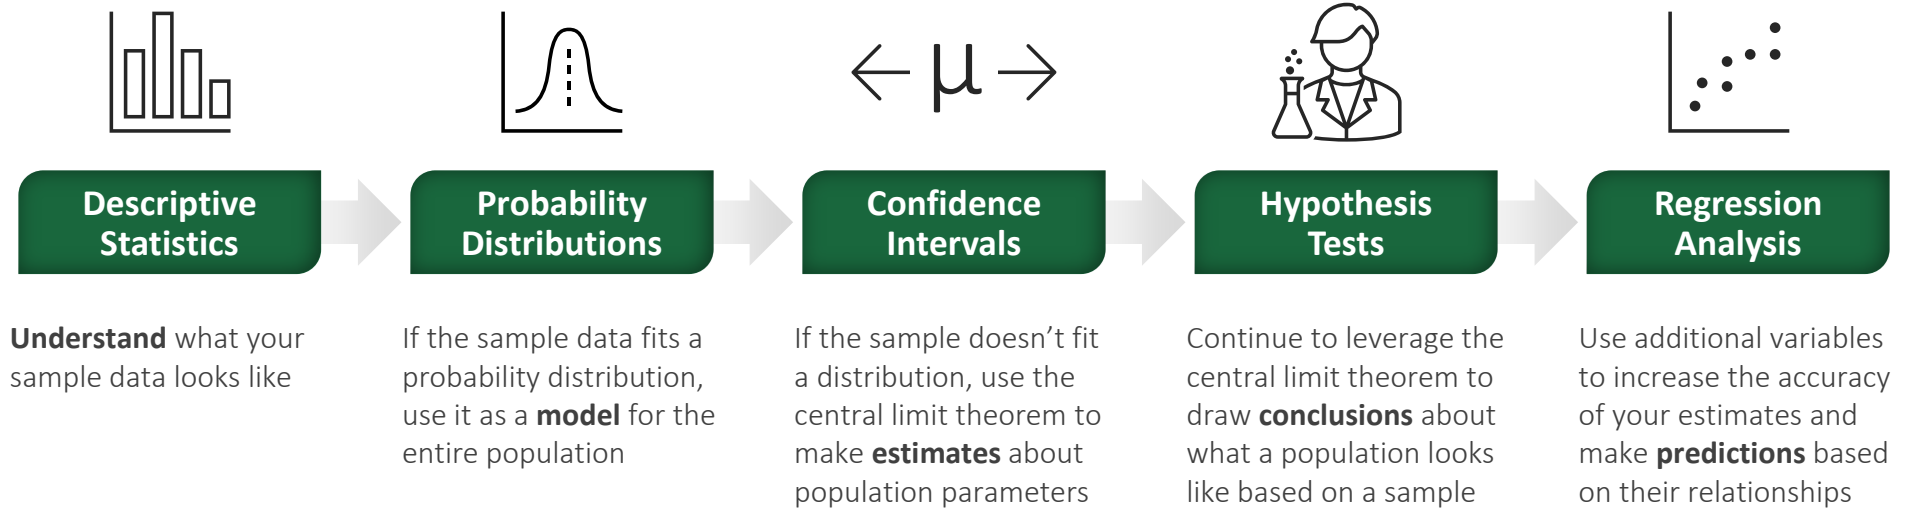 μ
Descriptive
Statistics
Probability
Distributions
Confidence
Intervals
Hypothesis
Tests
Regression
Analysis
Understand what your
sample data looks like
If the sample data fits a
probability distribution,
use it as a model for the
entire population
If the sample doesn’t fit
a distribution, use the
central limit theorem to
make estimates about
population parameters
Continue to leverage the
central limit theorem to
draw conclusions about
what a population looks
like based on a sample
Use additional variables
to increase the accuracy
of your estimates and
make predictions based
on their relationships